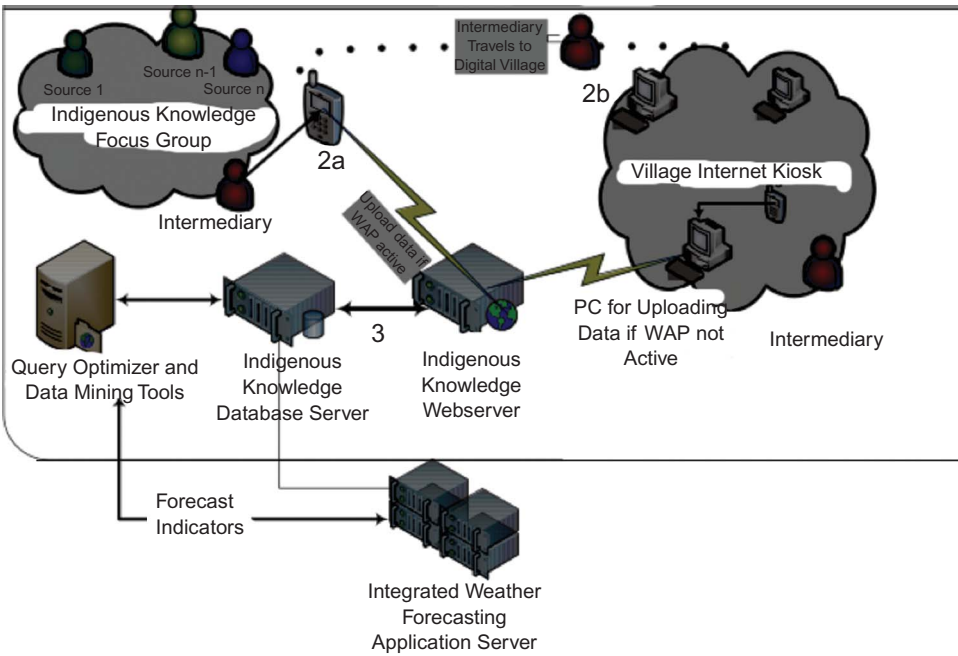 Source 1
Source n-1
Source n
Indigenous Knowledge
Focus Group
Intermediary
2a
Intermediary
Travels to
Digital Village
2b
Village Internet Kiosk
Upload data if
WAP active
PC for Uploading
Data if WAP not
Active
Intermediary
Query Optimizer and
Data Mining Tools
Indigenous
Knowledge
Database Server
3
Indigenous
Knowledge
Webserver
Forecast
Indicators
Integrated Weather
Forecasting
Application Server